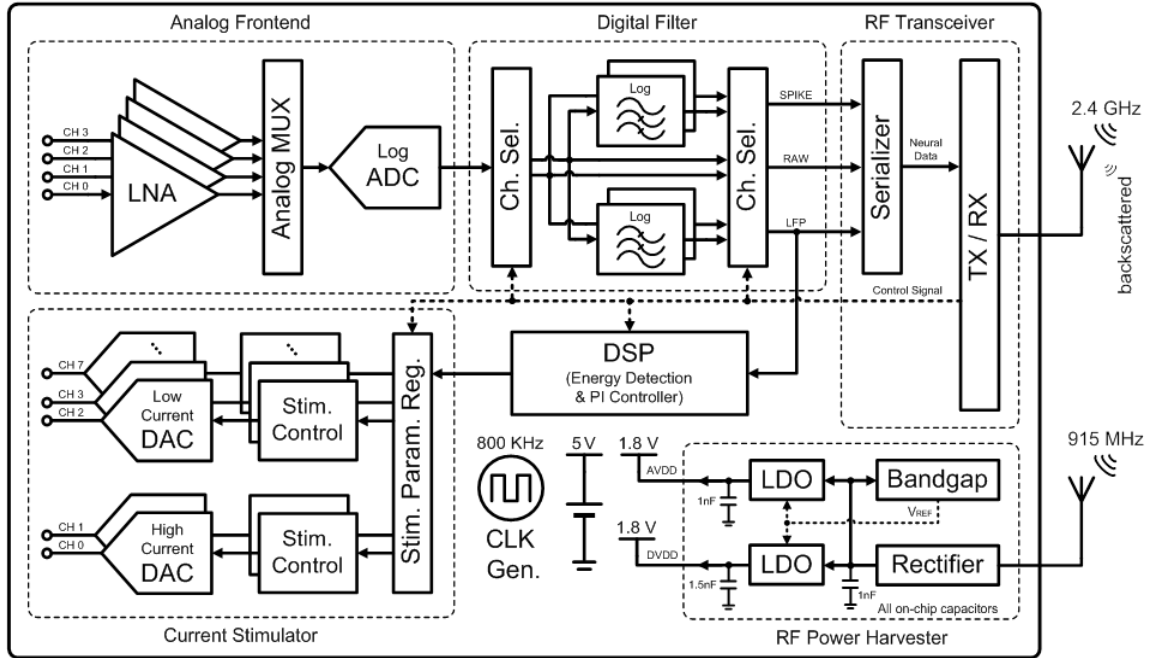 Analog Frontend
Digital Filter
RF Transceiver
CH 3
CH 2
CH 1
CH 0
LNA
Analog MUX
Log
ADC
Ch. Sel.
Log
Log
Ch. Sel.
SPIKE
RAW
LFP
Serializer
Neural
Data
TX / RX
2.4 GHz
backscattered
Control Signal
CH 7
CH 3
CH 2
Low
Current
DAC
Stim.
Control
CH 1
CH 0
High
Current
DAC
Stim.
Control
Stim. Param. Reg.
Current Stimulator
DSP
(Energy Detection
& PI Controller)
800 KHz
CLK
Gen.
5 V
1.8 V
AVDD
1nF
LDO
Bandgap
VREF
1.8 V
DVDD
1.5nF
LDO
1nF
Rectifier
All on-chip capacitors
RF Power Harvester
915 MHz